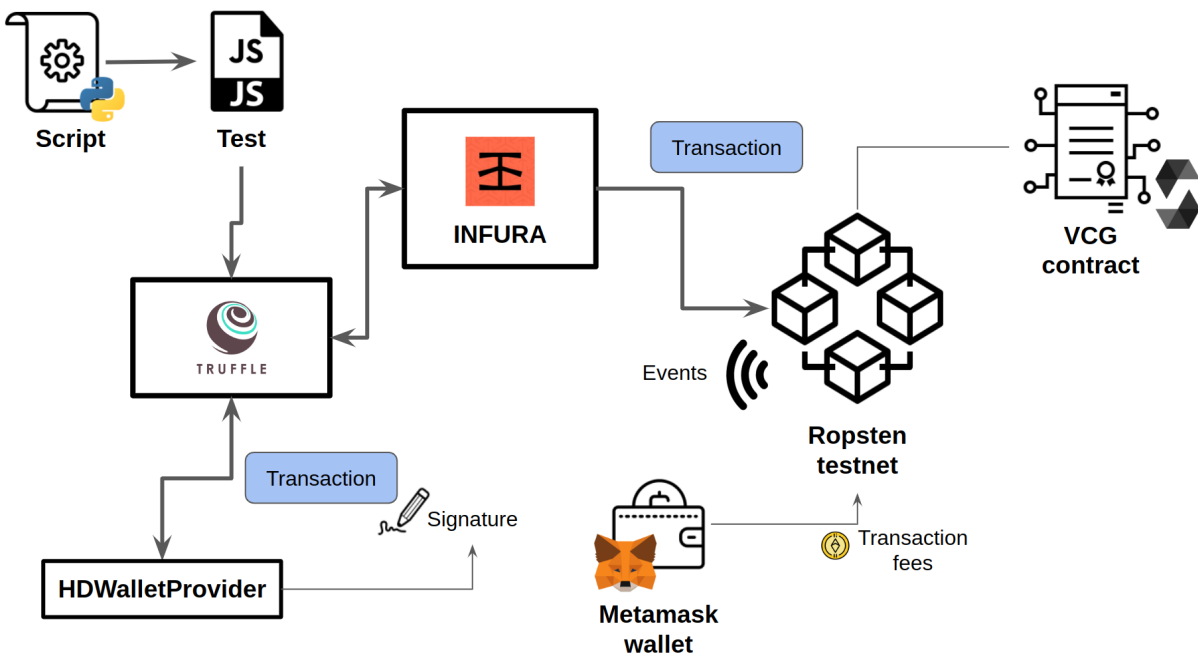 JS
JS
Script
Test
Transaction
INFURA
VCG
contract
TRUFFLE
Events
Ropsten
testnet
Transaction
Signature
Transaction
fees
HDWalletProvider
Metamask
wallet